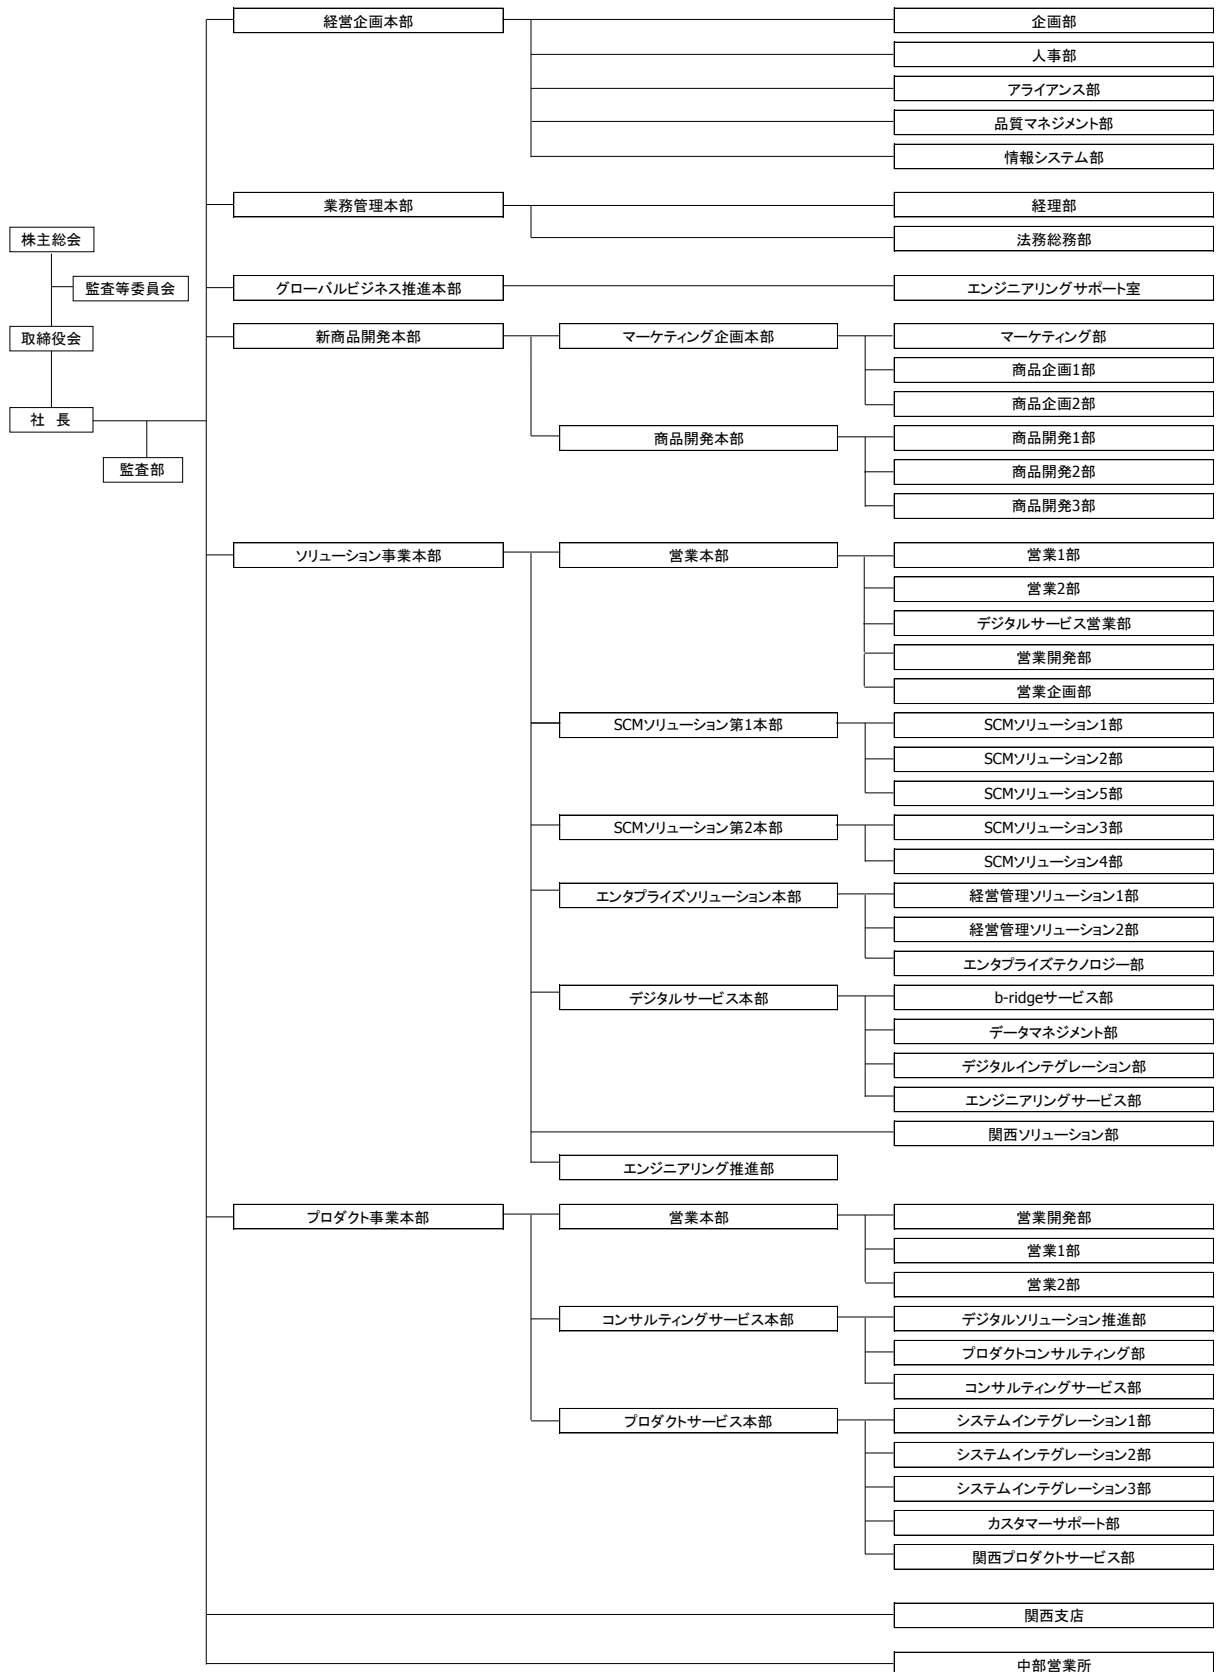 経営企画本部
企画部
人事部
アライアンス部
品質マネジメント部
情報システム部
業務管理本部
経理部
法務総務部
株主総会
監査等委員会
グローバルビジネス推進本部
エンジニアリングサポート室
取締役会
新商品開発本部
マーケティング企画本部
マーケティング部
商品企画1部
商品企画2部
社 長
監査部
商品開発本部
商品開発1部
商品開発2部
商品開発3部
ソリューション事業本部
営業本部
営業1部
営業2部
デジタルサービス営業部
営業開発部
営業企画部
SCMソリューション第1本部
SCMソリューション1部
SCMソリューション2部
SCMソリューション5部
SCMソリューション第2本部
SCMソリューション3部
SCMソリューション4部
エンタプライズソリューション本部
経営管理ソリューション1部
経営管理ソリューション2部
エンタプライズテクノロジー部
デジタルサービス本部
b-ridgeサービス部
データマネジメント部
デジタルインテグレーション部
エンジニアリングサービス部
関西ソリューション部
エンジニアリング推進部
プロダクト事業本部
営業本部
営業開発部
営業1部
営業2部
コンサルティングサービス本部
デジタルソリューション推進部
プロダクトコンサルティング部
コンサルティングサービス部
プロダクトサービス本部
システムインテグレーション1部
システムインテグレーション2部
システムインテグレーション3部
カスタマーサポート部
関西プロダクトサービス部
関西支店
中部営業所